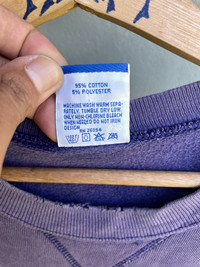 95% COTTON
5% POLYESTER
MACHINE WASH WARM SEPA-
RATELY, TUMBLE DRY LOW.
ONLY NON-CHLORINE BLEACH
WHEN NEEDED DO NOT IRON
DESIGN